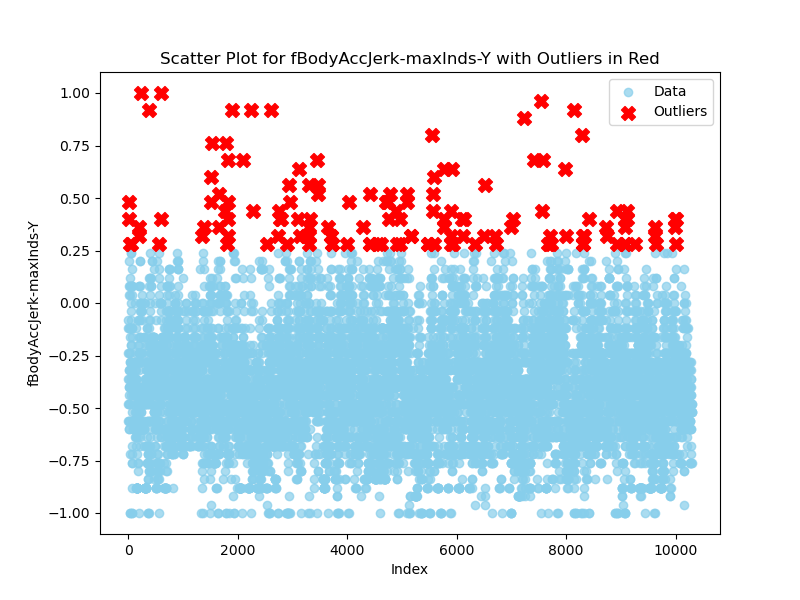 Scatter Plot for fBodyAccJerk-maxInds-Y with Outliers in Red
Data
Outliers
fBodyAccJerk-maxInds-Y
1.00
0.75
0.50
0.25
0.00
−0.25
−0.50
−0.75
−1.00
0 2000 4000 6000 8000 10000
Index